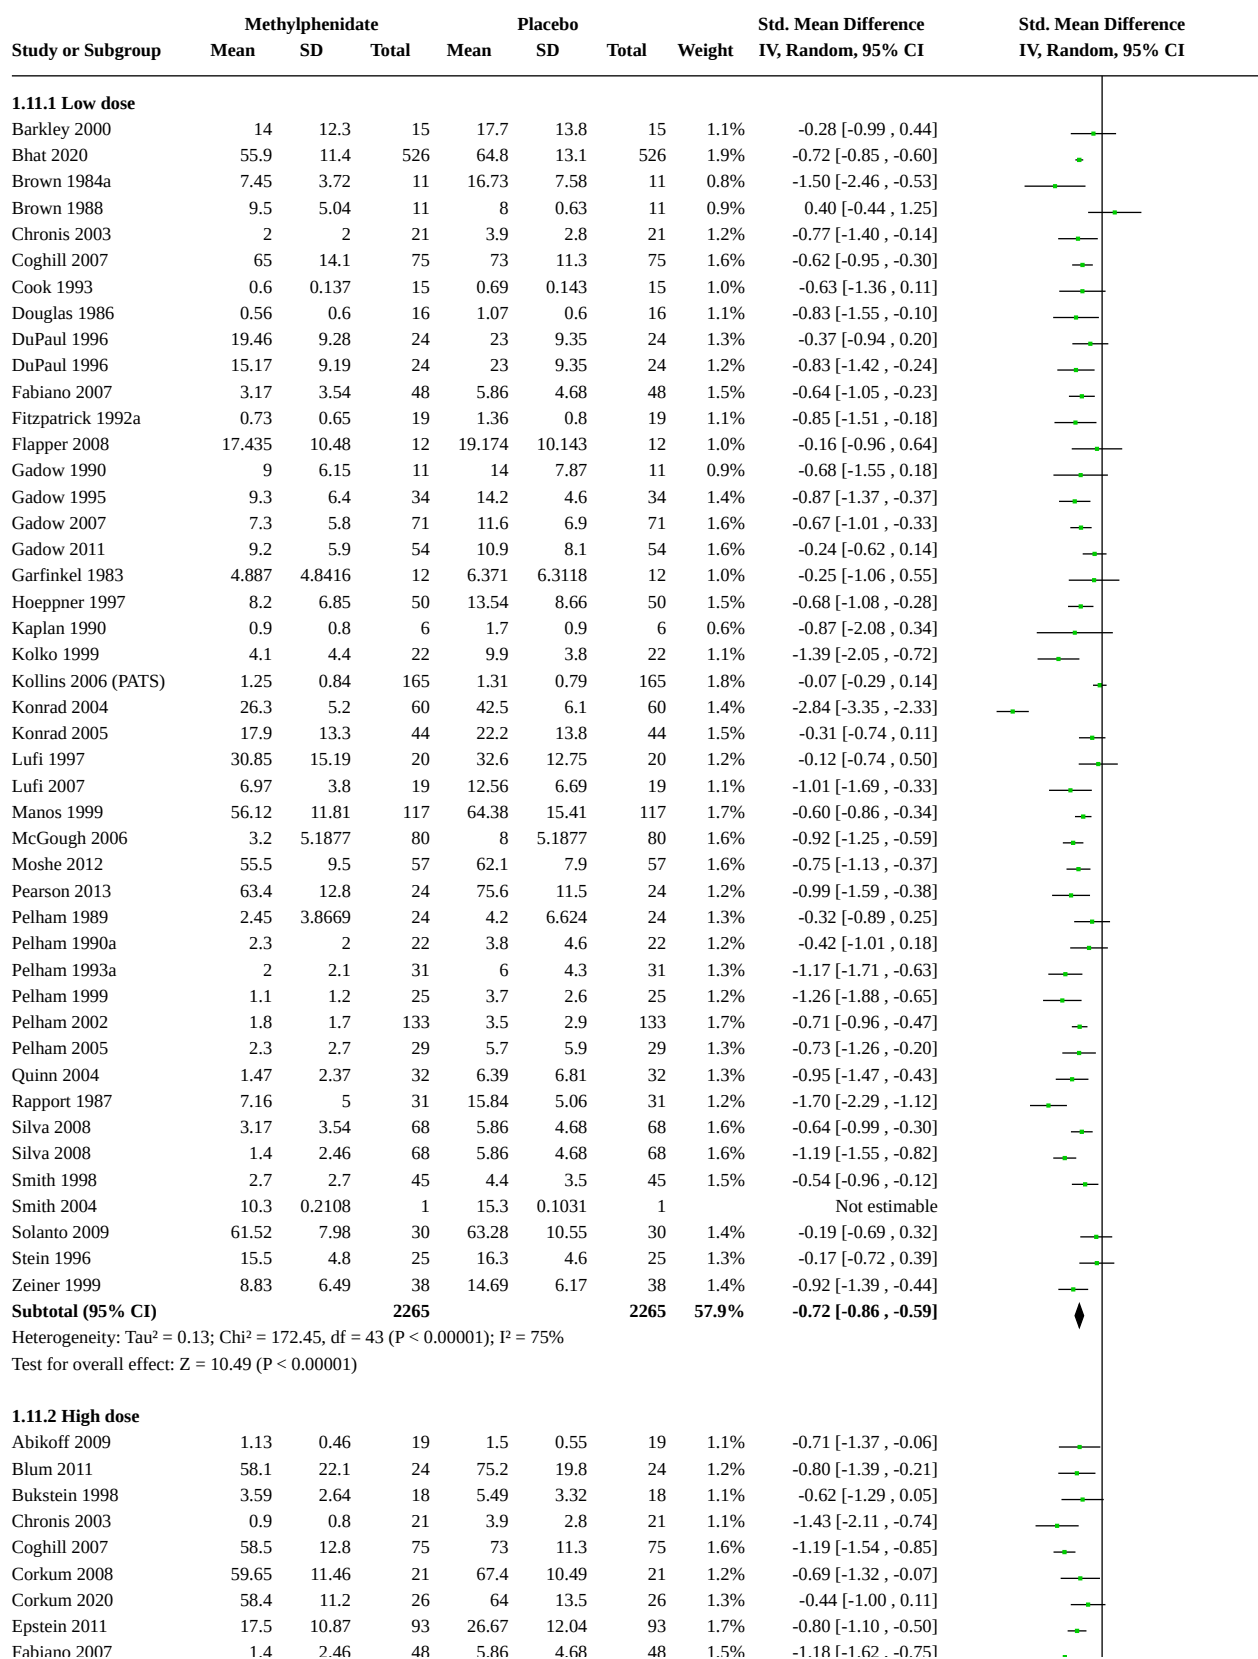 Methylphenidate Placebo Std. Mean Difference Std. Mean Difference
Study or Subgroup Mean SD Total Mean SD Total Weight IV, Random, 95% CI IV, Random, 95% CI
1.11.1 Low dose
Barkley 2000 14 12.3 15 17.7 13.8 15 1.1% -0.28 [-0.99 , 0.44]
Bhat 2020 55.9 11.4 526 64.8 13.1 526 1.9% -0.72 [-0.85 , -0.60]
Brown 1984a 7.45 3.72 11 16.73 7.58 11 0.8% -1.50 [-2.46 , -0.53]
Brown 1988 9.5 5.04 11 8 0.63 11 0.9% 0.40 [-0.44 , 1.25]
Chronis 2003 2 2 21 3.9 2.8 21 1.2% -0.77 [-1.40 , -0.14]
Coghill 2007 65 14.1 75 73 11.3 75 1.6% -0.62 [-0.95 , -0.30]
Cook 1993 0.6 0.137 15 0.69 0.143 15 1.0% -0.63 [-1.36 , 0.11]
Douglas 1986 0.56 0.6 16 1.07 0.6 16 1.1% -0.83 [-1.55 , -0.10]
DuPaul 1996 19.46 9.28 24 23 9.35 24 1.3% -0.37 [-0.94 , 0.20]
DuPaul 1996 15.17 9.19 24 23 9.35 24 1.2% -0.83 [-1.42 , -0.24]
Fabiano 2007 3.17 3.54 48 5.86 4.68 48 1.5% -0.64 [-1.05 , -0.23]
Fitzpatrick 1992a 0.73 0.65 19 1.36 0.8 19 1.1% -0.85 [-1.51 , -0.18]
Flapper 2008 17.435 10.48 12 19.174 10.143 12 1.0% -0.16 [-0.96 , 0.64]
Gadow 1990 9 6.15 11 14 7.87 11 0.9% -0.68 [-1.55 , 0.18]
Gadow 1995 9.3 6.4 34 14.2 4.6 34 1.4% -0.87 [-1.37 , -0.37]
Gadow 2007 7.3 5.8 71 11.6 6.9 71 1.6% -0.67 [-1.01 , -0.33]
Gadow 2011 9.2 5.9 54 10.9 8.1 54 1.6% -0.24 [-0.62 , 0.14]
Garfinkel 1983 4.887 4.8416 12 6.371 6.3118 12 1.0% -0.25 [-1.06 , 0.55]
Hoeppner 1997 8.2 6.85 50 13.54 8.66 50 1.5% -0.68 [-1.08 , -0.28]
Kaplan 1990 0.9 0.8 6 1.7 0.9 6 0.6% -0.87 [-2.08 , 0.34]
Kolko 1999 4.1 4.4 22 9.9 3.8 22 1.1% -1.39 [-2.05 , -0.72]
Kollins 2006 (PATS) 1.25 0.84 165 1.31 0.79 165 1.8% -0.07 [-0.29 , 0.14]
Konrad 2004 26.3 5.2 60 42.5 6.1 60 1.4% -2.84 [-3.35 , -2.33]
Konrad 2005 17.9 13.3 44 22.2 13.8 44 1.5% -0.31 [-0.74 , 0.11]
Lufi 1997 30.85 15.19 20 32.6 12.75 20 1.2% -0.12 [-0.74 , 0.50]
Lufi 2007 6.97 3.8 19 12.56 6.69 19 1.1% -1.01 [-1.69 , -0.33]
Manos 1999 56.12 11.81 117 64.38 15.41 117 1.7% -0.60 [-0.86 , -0.34]
McGough 2006 3.2 5.1877 80 8 5.1877 80 1.6% -0.92 [-1.25 , -0.59]
Moshe 2012 55.5 9.5 57 62.1 7.9 57 1.6% -0.75 [-1.13 , -0.37]
Pearson 2013 63.4 12.8 24 75.6 11.5 24 1.2% -0.99 [-1.59 , -0.38]
Pelham 1989 2.45 3.8669 24 4.2 6.624 24 1.3% -0.32 [-0.89 , 0.25]
Pelham 1990a 2.3 2 22 3.8 4.6 22 1.2% -0.42 [-1.01 , 0.18]
Pelham 1993a 2 2.1 31 6 4.3 31 1.3% -1.17 [-1.71 , -0.63]
Pelham 1999 1.1 1.2 25 3.7 2.6 25 1.2% -1.26 [-1.88 , -0.65]
Pelham 2002 1.8 1.7 133 3.5 2.9 133 1.7% -0.71 [-0.96 , -0.47]
Pelham 2005 2.3 2.7 29 5.7 5.9 29 1.3% -0.73 [-1.26 , -0.20]
Quinn 2004 1.47 2.37 32 6.39 6.81 32 1.3% -0.95 [-1.47 , -0.43]
Rapport 1987 7.16 5 31 15.84 5.06 31 1.2% -1.70 [-2.29 , -1.12]
Silva 2008 3.17 3.54 68 5.86 4.68 68 1.6% -0.64 [-0.99 , -0.30]
Silva 2008 1.4 2.46 68 5.86 4.68 68 1.6% -1.19 [-1.55 , -0.82]
Smith 1998 2.7 2.7 45 4.4 3.5 45 1.5% -0.54 [-0.96 , -0.12]
Smith 2004 10.3 0.2108 1 15.3 0.1031 1 Not estimable
Solanto 2009 61.52 7.98 30 63.28 10.55 30 1.4% -0.19 [-0.69 , 0.32]
Stein 1996 15.5 4.8 25 16.3 4.6 25 1.3% -0.17 [-0.72 , 0.39]
Zeiner 1999 8.83 6.49 38 14.69 6.17 38 1.4% -0.92 [-1.39 , -0.44]
Subtotal (95% CI) 2265 2265 57.9% -0.72 [-0.86 , -0.59]
Heterogeneity: Tau² = 0.13; Chi² = 172.45, df = 43 (P < 0.00001); I² = 75%
Test for overall effect: Z = 10.49 (P < 0.00001)
1.11.2 High dose
Abikoff 2009 1.13 0.46 19 1.5 0.55 19 1.1% -0.71 [-1.37 , -0.06]
Blum 2011 58.1 22.1 24 75.2 19.8 24 1.2% -0.80 [-1.39 , -0.21]
Bukstein 1998 3.59 2.64 18 5.49 3.32 18 1.1% -0.62 [-1.29 , 0.05]
Chronis 2003 0.9 0.8 21 3.9 2.8 21 1.1% -1.43 [-2.11 , -0.74]
Coghill 2007 58.5 12.8 75 73 11.3 75 1.6% -1.19 [-1.54 , -0.85]
Corkum 2008 59.65 11.46 21 67.4 10.49 21 1.2% -0.69 [-1.32 , -0.07]
Corkum 2020 58.4 11.2 26 64 13.5 26 1.3% -0.44 [-1.00 , 0.11]
Epstein 2011 17.5 10.87 93 26.67 12.04 93 1.7% -0.80 [-1.10 , -0.50]
Fabiano 2007 1.4 2.46 48 5.86 4.68 48 1.5% -1.18 [-1.62 , -0.75]